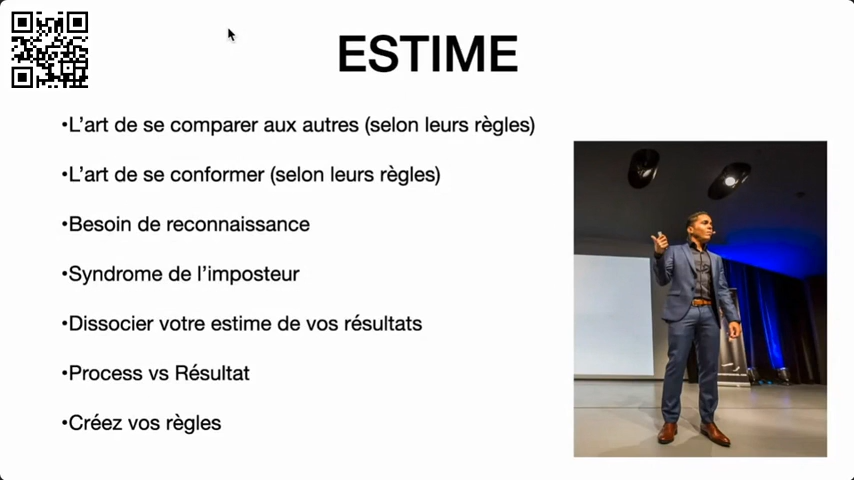 ESTIME
•L’art de se comparer aux autres (selon leurs règles)
•L’art de se conformer (selon leurs règles)
•Besoin de reconnaissance
•Syndrome de l’imposteur
•Dissocier votre estime de vos résultats
•Process vs Résultat
•Créez vos règles